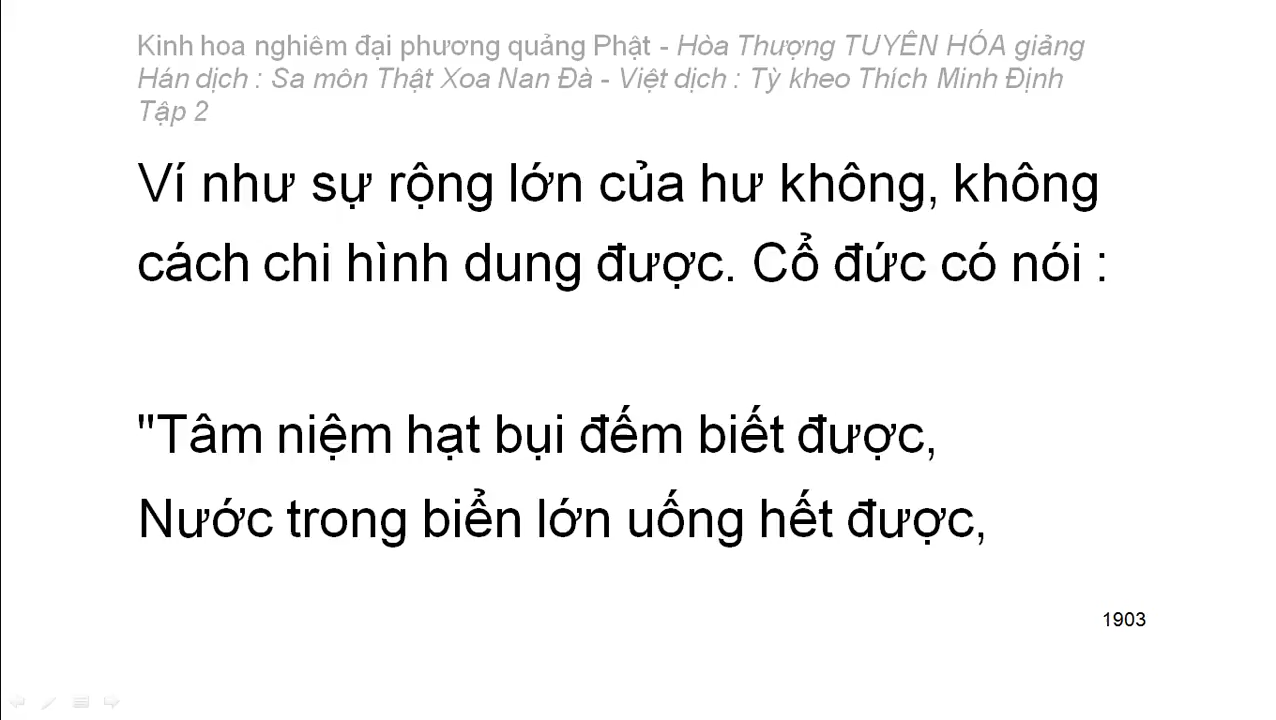 Kinh hoa nghiêm đại phương quảng Phật - Hòa Thượng TUYÊN HÓA giảng
Hán dịch : Sa môn Thật Xoa Nan Đà - Việt dịch : Tỳ kheo Thích Minh Định
Tập 2
Ví như sự rộng lớn của hư không, không
cách chi hình dung được. Cổ đức có nói :
"Tâm niệm hạt bụi đếm biết được,
Nước trong biển lớn uống hết được,
1903